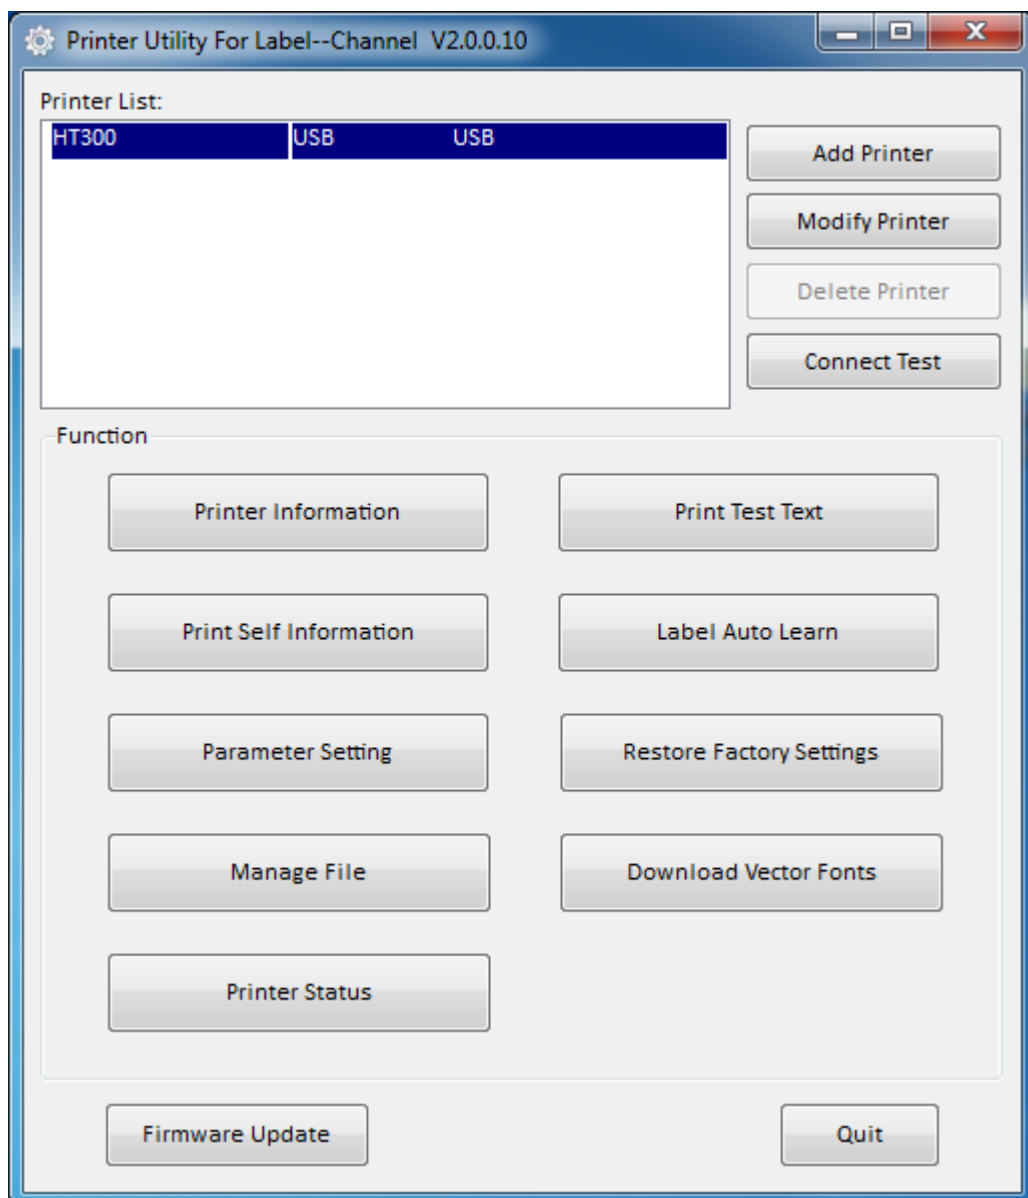 Printer Utility For Label--Channel V2.0.0.10
Printer List:
HT300 USB USB
Add Printer
Modify Printer
Delete Printer
Connect Test
Function
Printer Information
Print Test Text
Print Self Information
Label Auto Learn
Parameter Setting
Restore Factory Settings
Manage File
Download Vector Fonts
Printer Status
Firmware Update
Quit